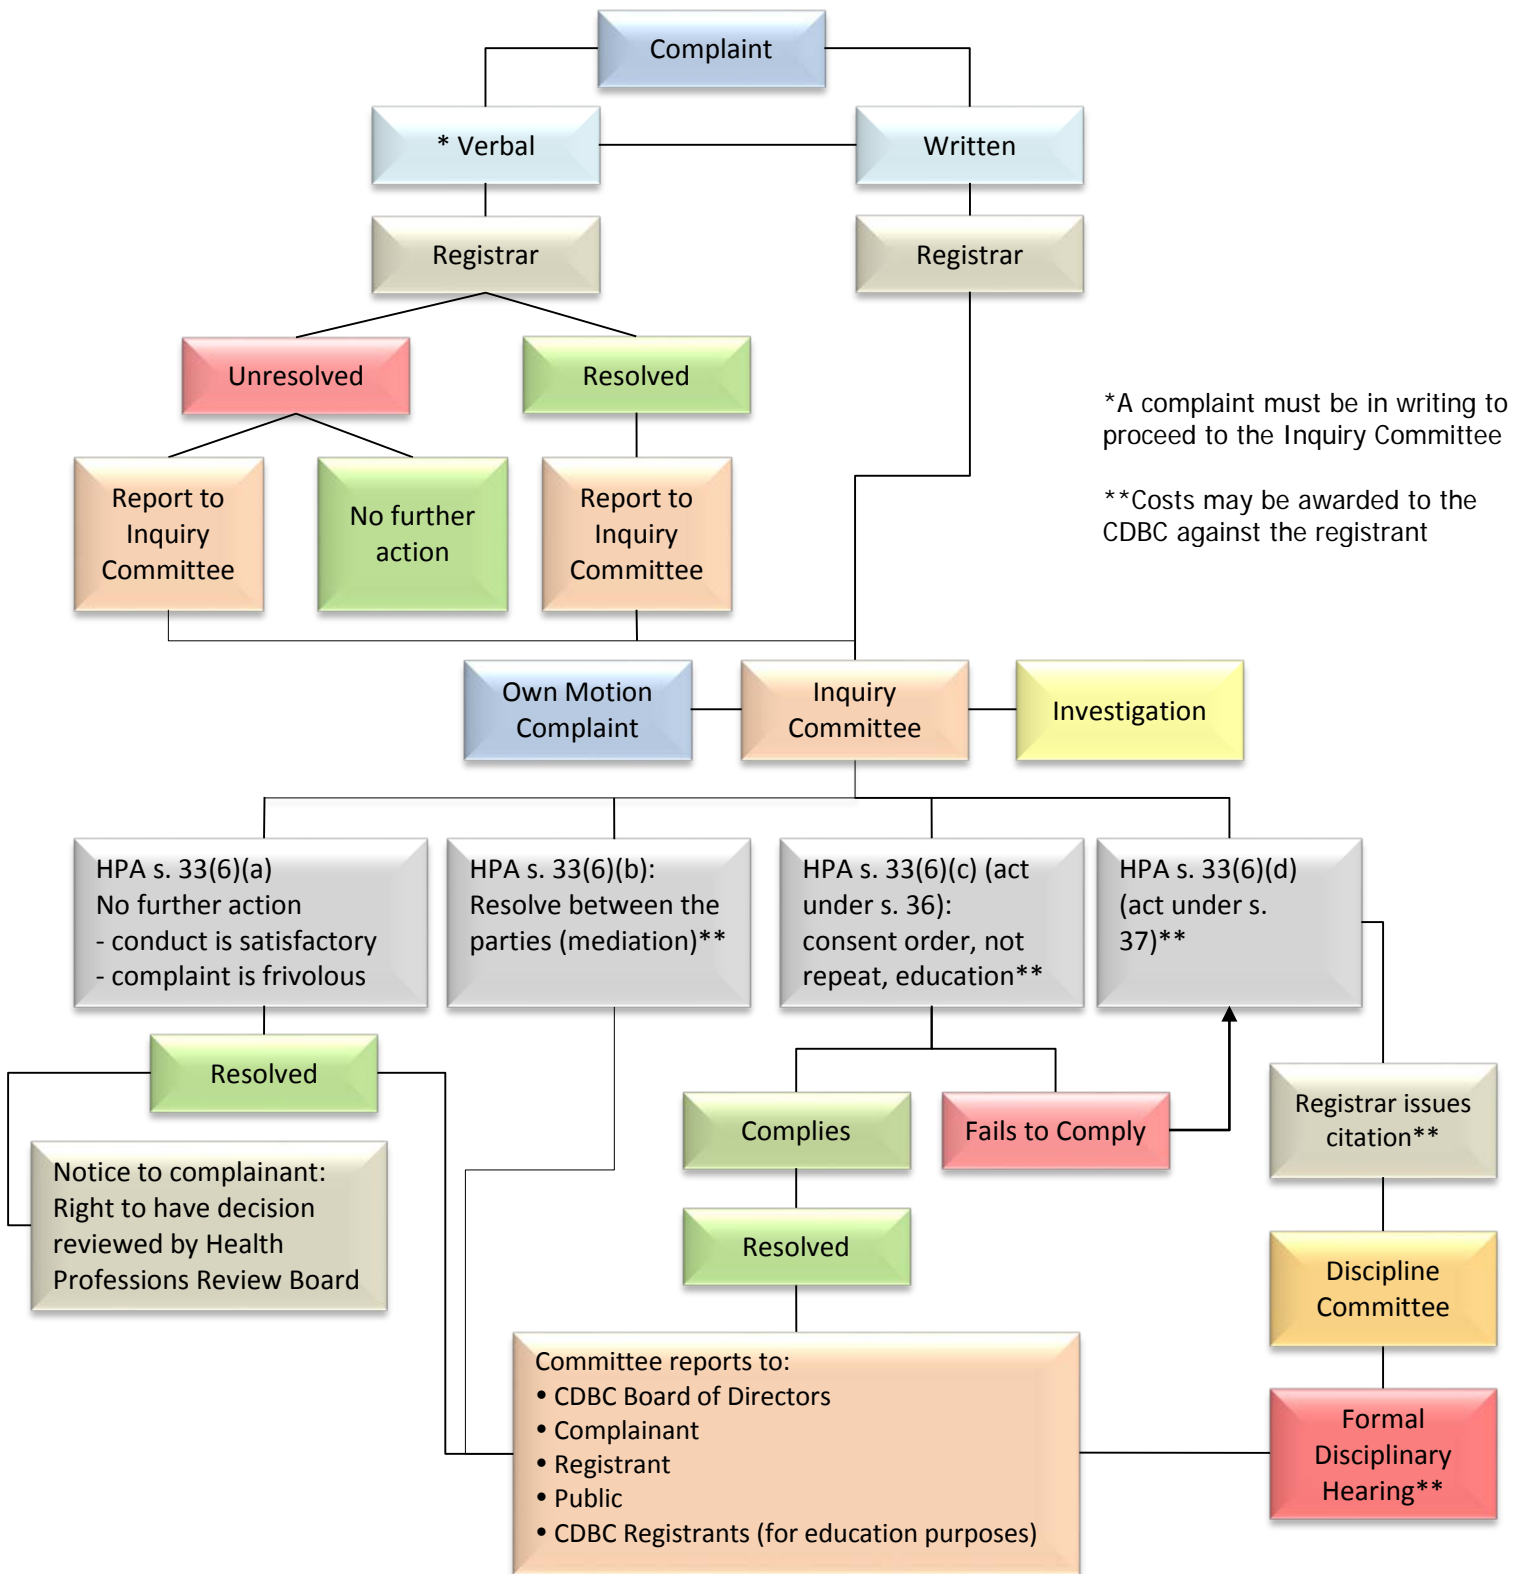 Complaint
* Verbal
Written
Registrar
Registrar
Unresolved
Resolved
*A complaint must be in writing to
proceed to the Inquiry Committee
**Costs may be awarded to the
CDBC against the registrant
Report to
Inquiry
Committee
No further
action
Report to
Inquiry
Committee
Own Motion
Complaint
Inquiry
Committee
Investigation
HPA s. 33(6)(a)
No further action
- conduct is satisfactory
- complaint is frivolous
HPA s. 33(6)(b):
Resolve between the
parties (mediation)**
HPA s. 33(6)(c) (act
under s. 36):
consent order, not
repeat, education**
HPA s. 33(6)(d)
(act under s.
37)**
Resolved
Complies
Fails to Comply
Registrar issues
citation**
Notice to complainant:
Right to have decision
reviewed by Health
Professions Review Board
Resolved
Discipline
Committee
Committee reports to:
• CDBC Board of Directors
• Complainant
• Registrant
• Public
• CDBC Registrants (for education purposes)
Formal
Disciplinary
Hearing**